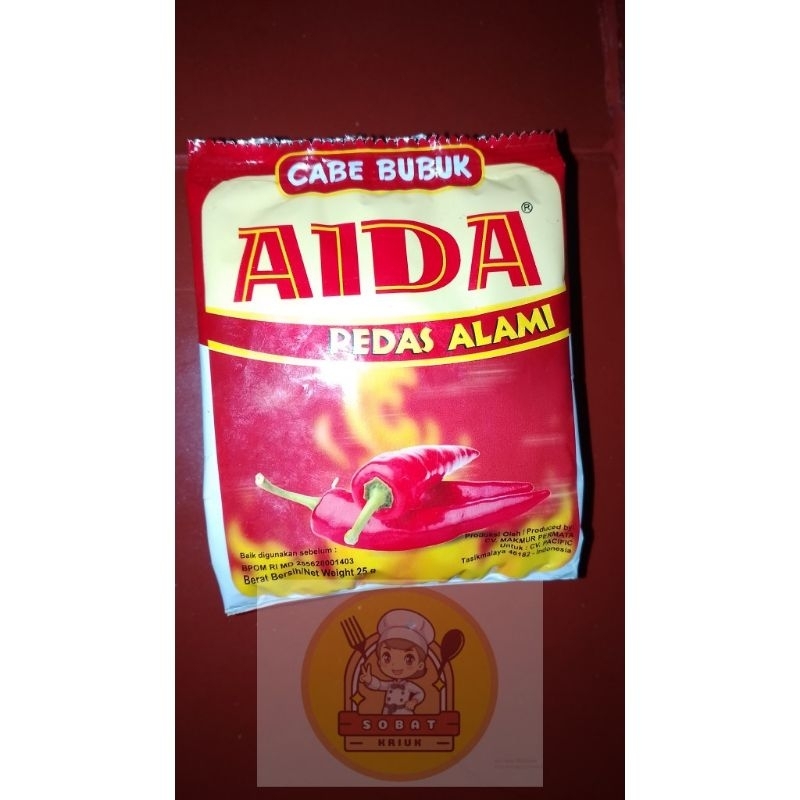 CABE BUBUK
AIDA®
PEDAS ALAMI
Produksi Oleh / Produced by:
CV. MAKMUR PERMATA
Untuk : CV. PACIFIC
Tasikmalaya 46182 - Indonesia
Baik digunakan sebelum :
BPOM RI MD
Berat Bersih/Net Weight 25 g
SOBAT
KRIUK